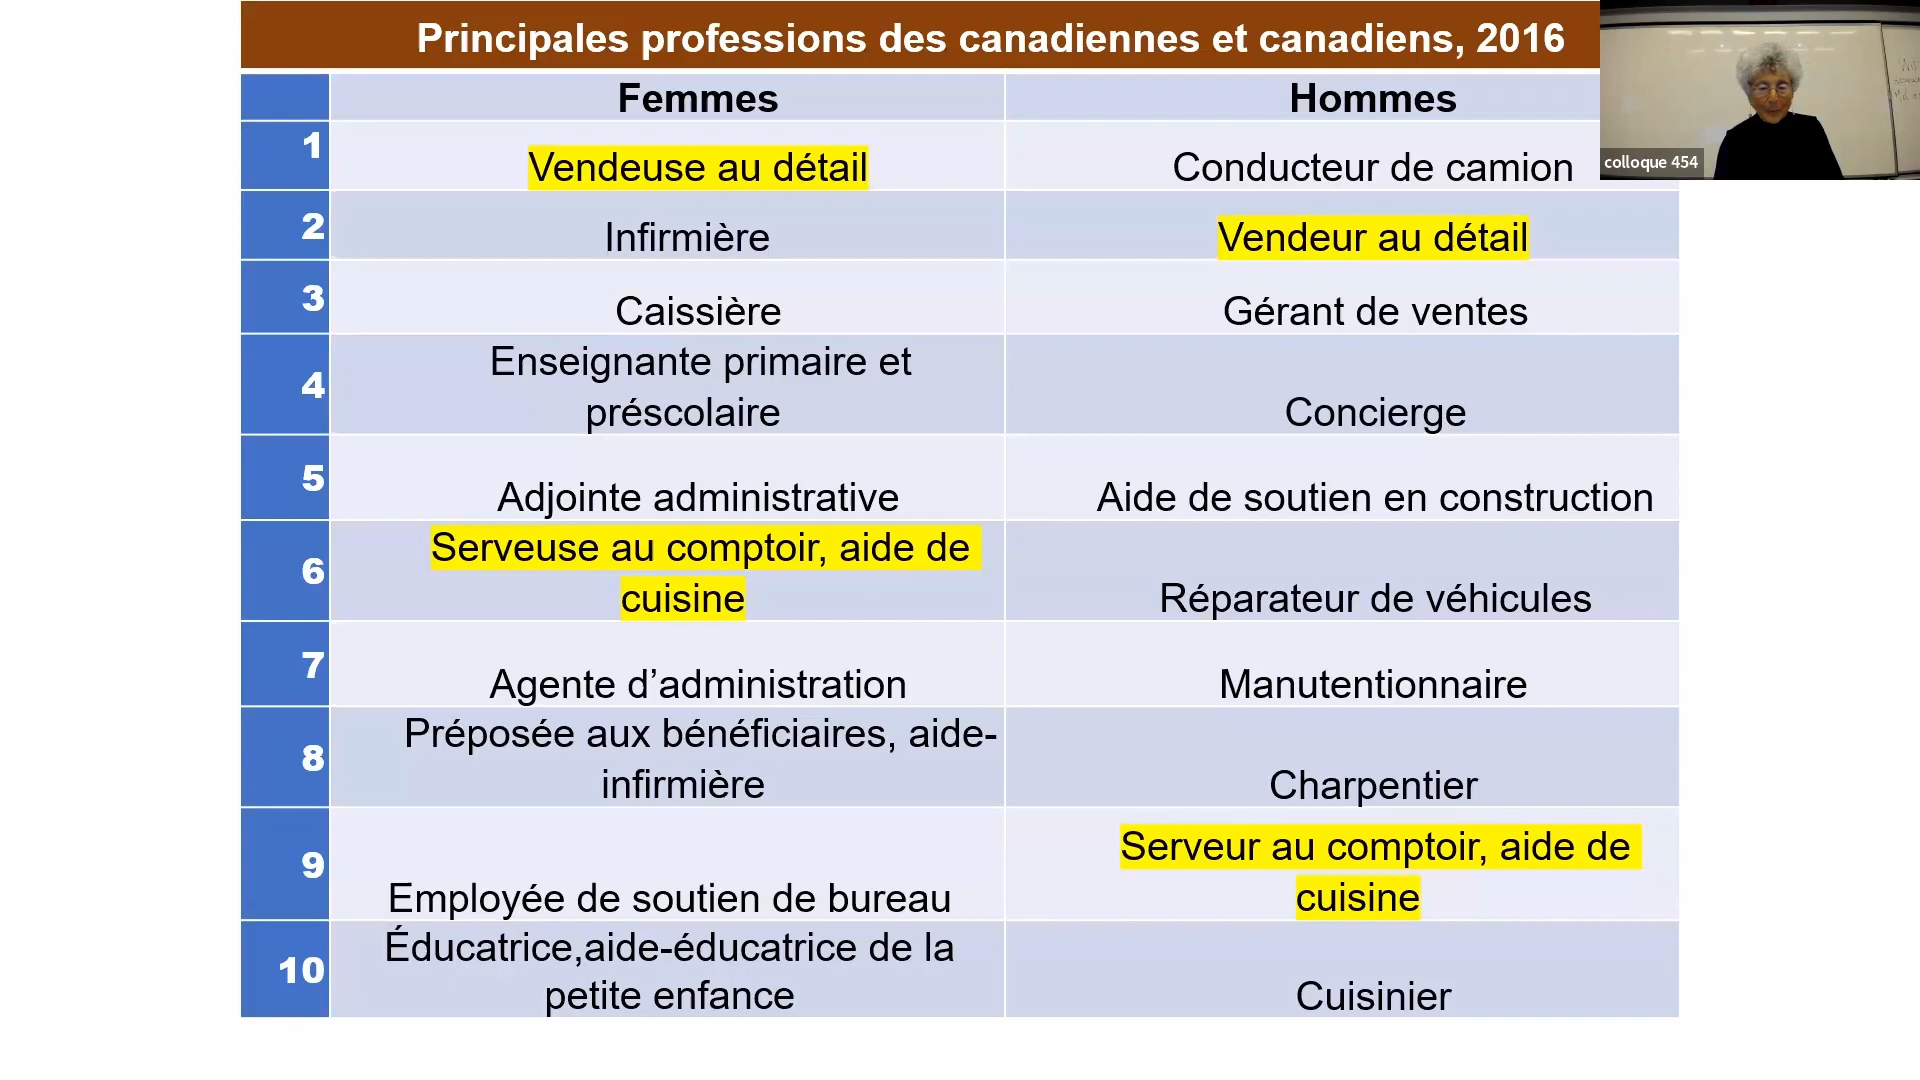 Principales professions des canadiennes et canadiens, 2016
Femmes
Hommes
1
Vendeuse au détail
Conducteur de camion
2
Infirmière
Vendeur au détail
3
Caissière
Gérant de ventes
4
Enseignante primaire et
préscolaire
Concierge
5
Adjointe administrative
Aide de soutien en construction
6
Serveuse au comptoir, aide de
cuisine
Réparateur de véhicules
7
Agente d’administration
Manutentionnaire
8
Préposée aux bénéficiaires, aide-
infirmière
Charpentier
9
Employée de soutien de bureau
Serveur au comptoir, aide de
cuisine
10
Éducatrice,aide-éducatrice de la
petite enfance
Cuisinier
colloque 454